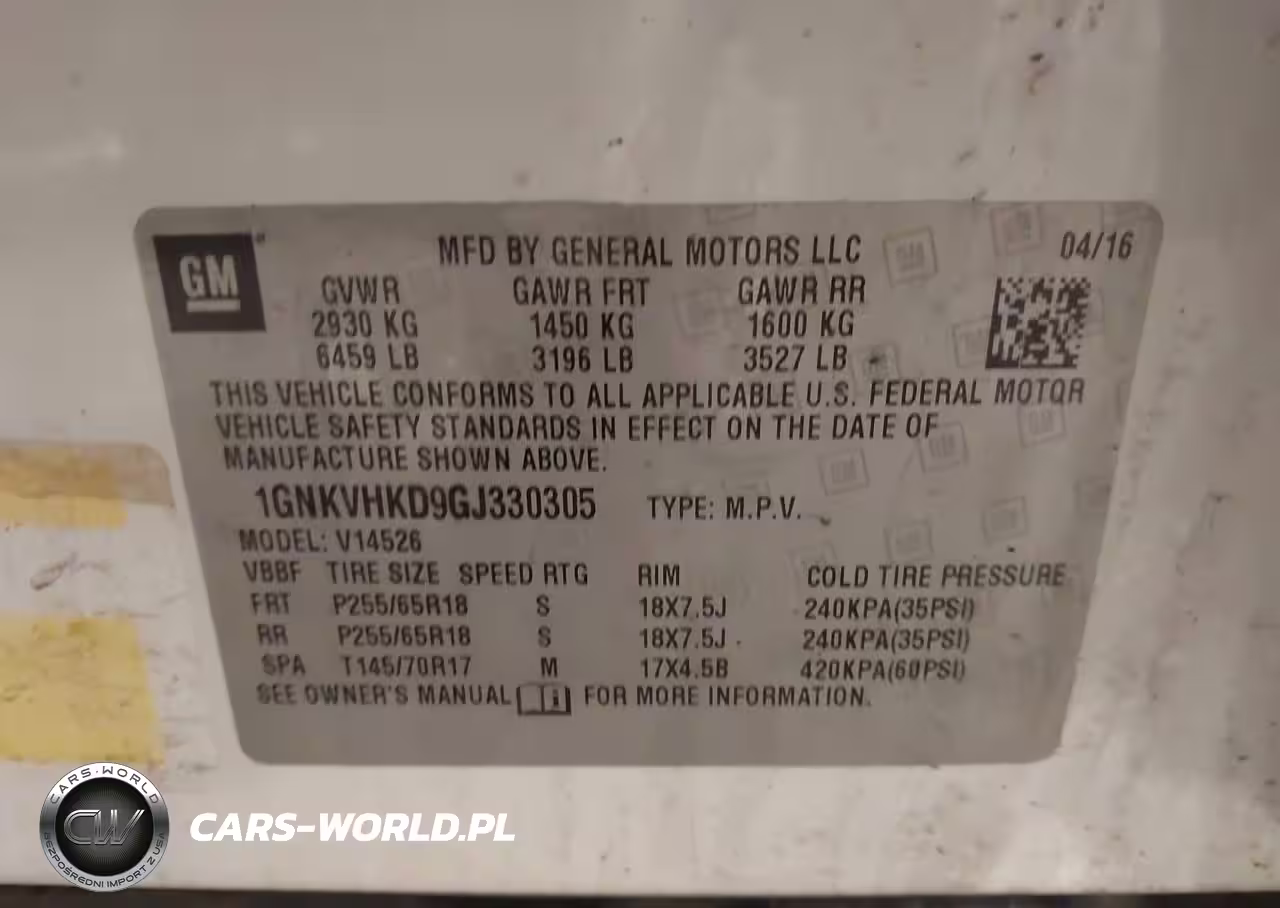 GM
MFD BY GENERAL MOTORS LLC 04/16
GVWR GAWR FRT GAWR RR
2930 KG 1450 KG 1600 KG
6459 LB 3196 LB 3527 LB
THIS VEHICLE CONFORMS TO ALL APPLICABLE U.S. FEDERAL MOTOR
VEHICLE SAFETY STANDARDS IN EFFECT ON THE DATE OF
MANUFACTURE SHOWN ABOVE.
1GNKVHKD9GJ330305 TYPE: M.P.V.
MODEL: V14526
VBBF TIRE SIZE SPEED RTG RIM COLD TIRE PRESSURE
FRT P255/65R18 S 18X7.5J 240KPA(35PSI)
RR P255/65R18 S 18X7.5J 240KPA(35PSI)
SPA T145/70R17 M 17X4.5B 420KPA(60PSI)
SEE OWNER'S MANUAL FOR MORE INFORMATION.
CARS-WORLD
CW
BEZPOŚREDNI IMPORT Z USA
CARS-WORLD.PL